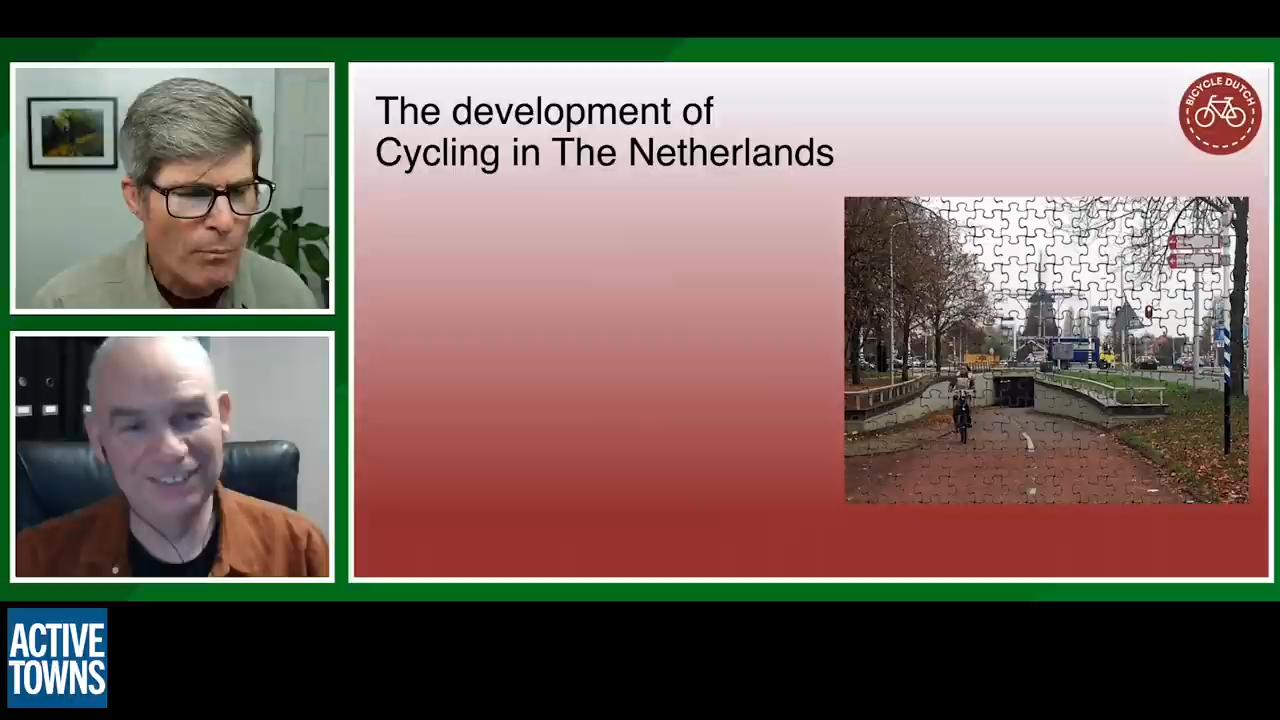 The development of
Cycling in The Netherlands
BICYCLE DUTCH
ACTIVE
TOWNS